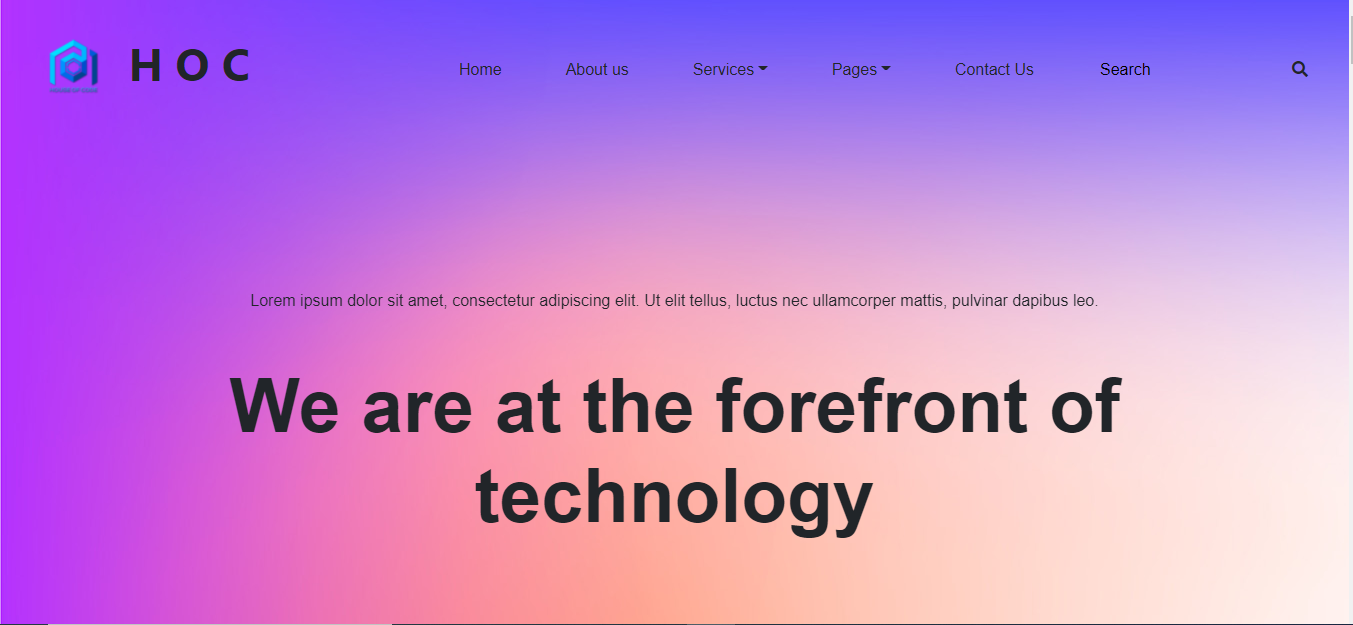 H O C
Home About us Services Pages Contact Us Search
Lorem ipsum dolor sit amet, consectetur adipiscing elit. Ut elit tellus, luctus nec ullamcorper mattis, pulvinar dapibus leo.
We are at the forefront of
technology